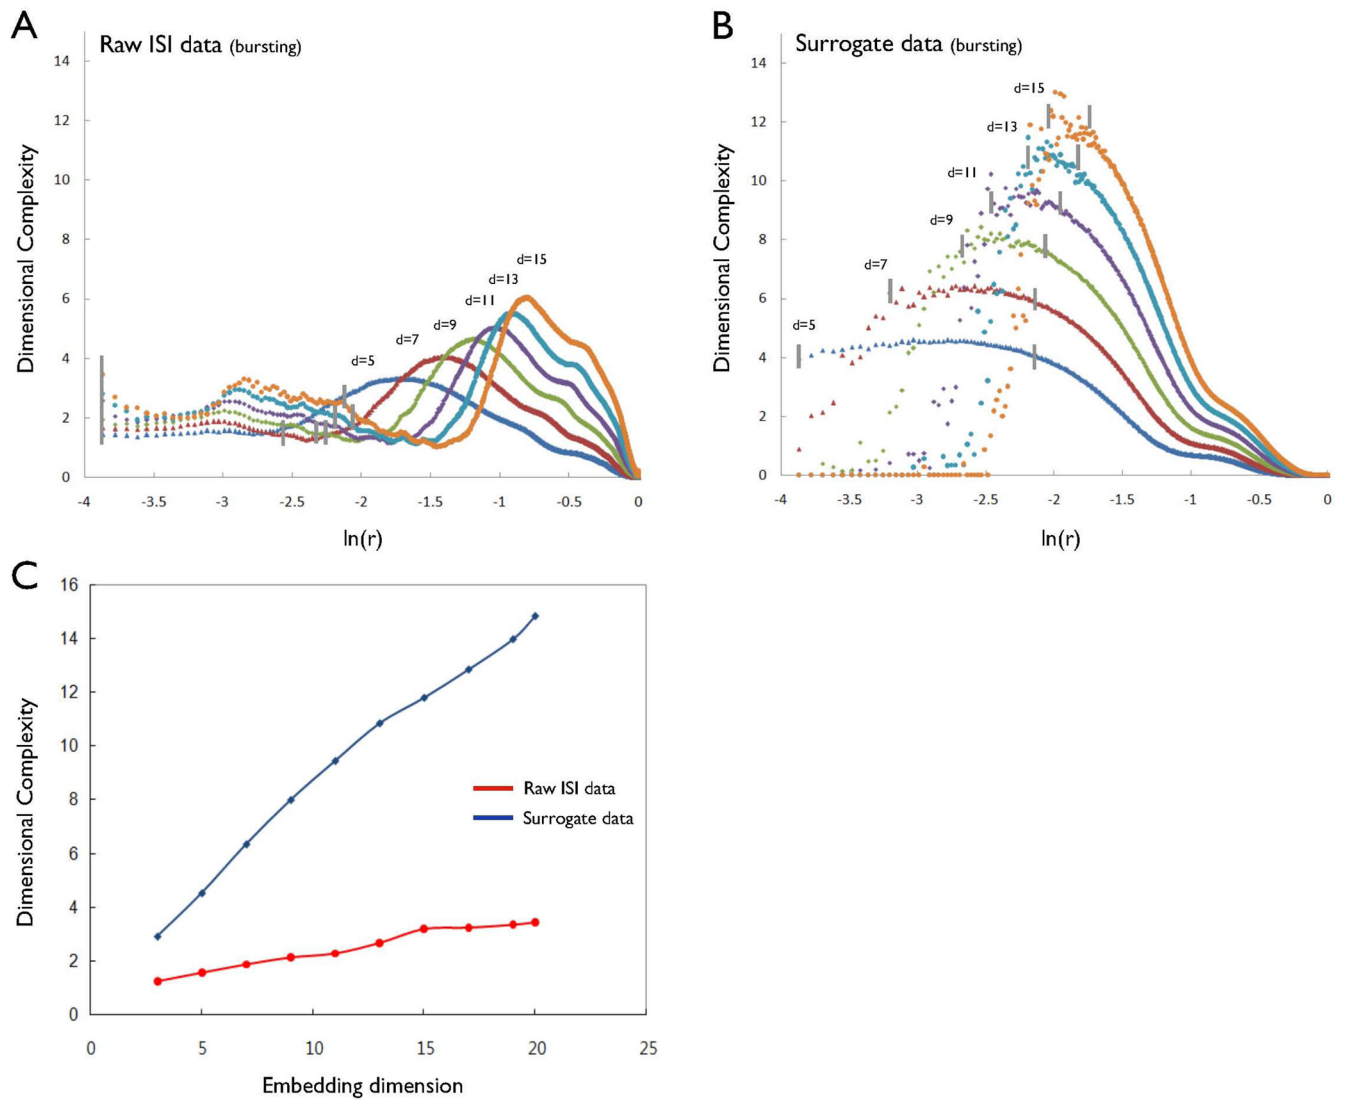 A
Raw ISI data (bursting)
14
12
10
8
6
4
2
0
Dimensional Complexity
d=5
d=7
d=9
d=11
d=13
d=15
-4
-3.5
-3
-2.5
-2
-1.5
-1
-0.5
0
ln(r)
B
Surrogate data (bursting)
14
12
10
8
6
4
2
0
Dimensional Complexity
d=15
d=13
d=11
d=9
d=7
d=5
-4
-3.5
-3
-2.5
-2
-1.5
-1
-0.5
0
ln(r)
C
16
14
12
10
8
6
4
2
0
Dimensional Complexity
Raw ISI data
Surrogate data
0
5
10
15
20
25
Embedding dimension